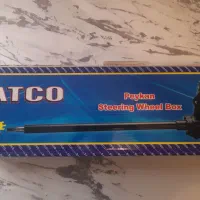 ATCO
Peykan
Steering Wheel Box